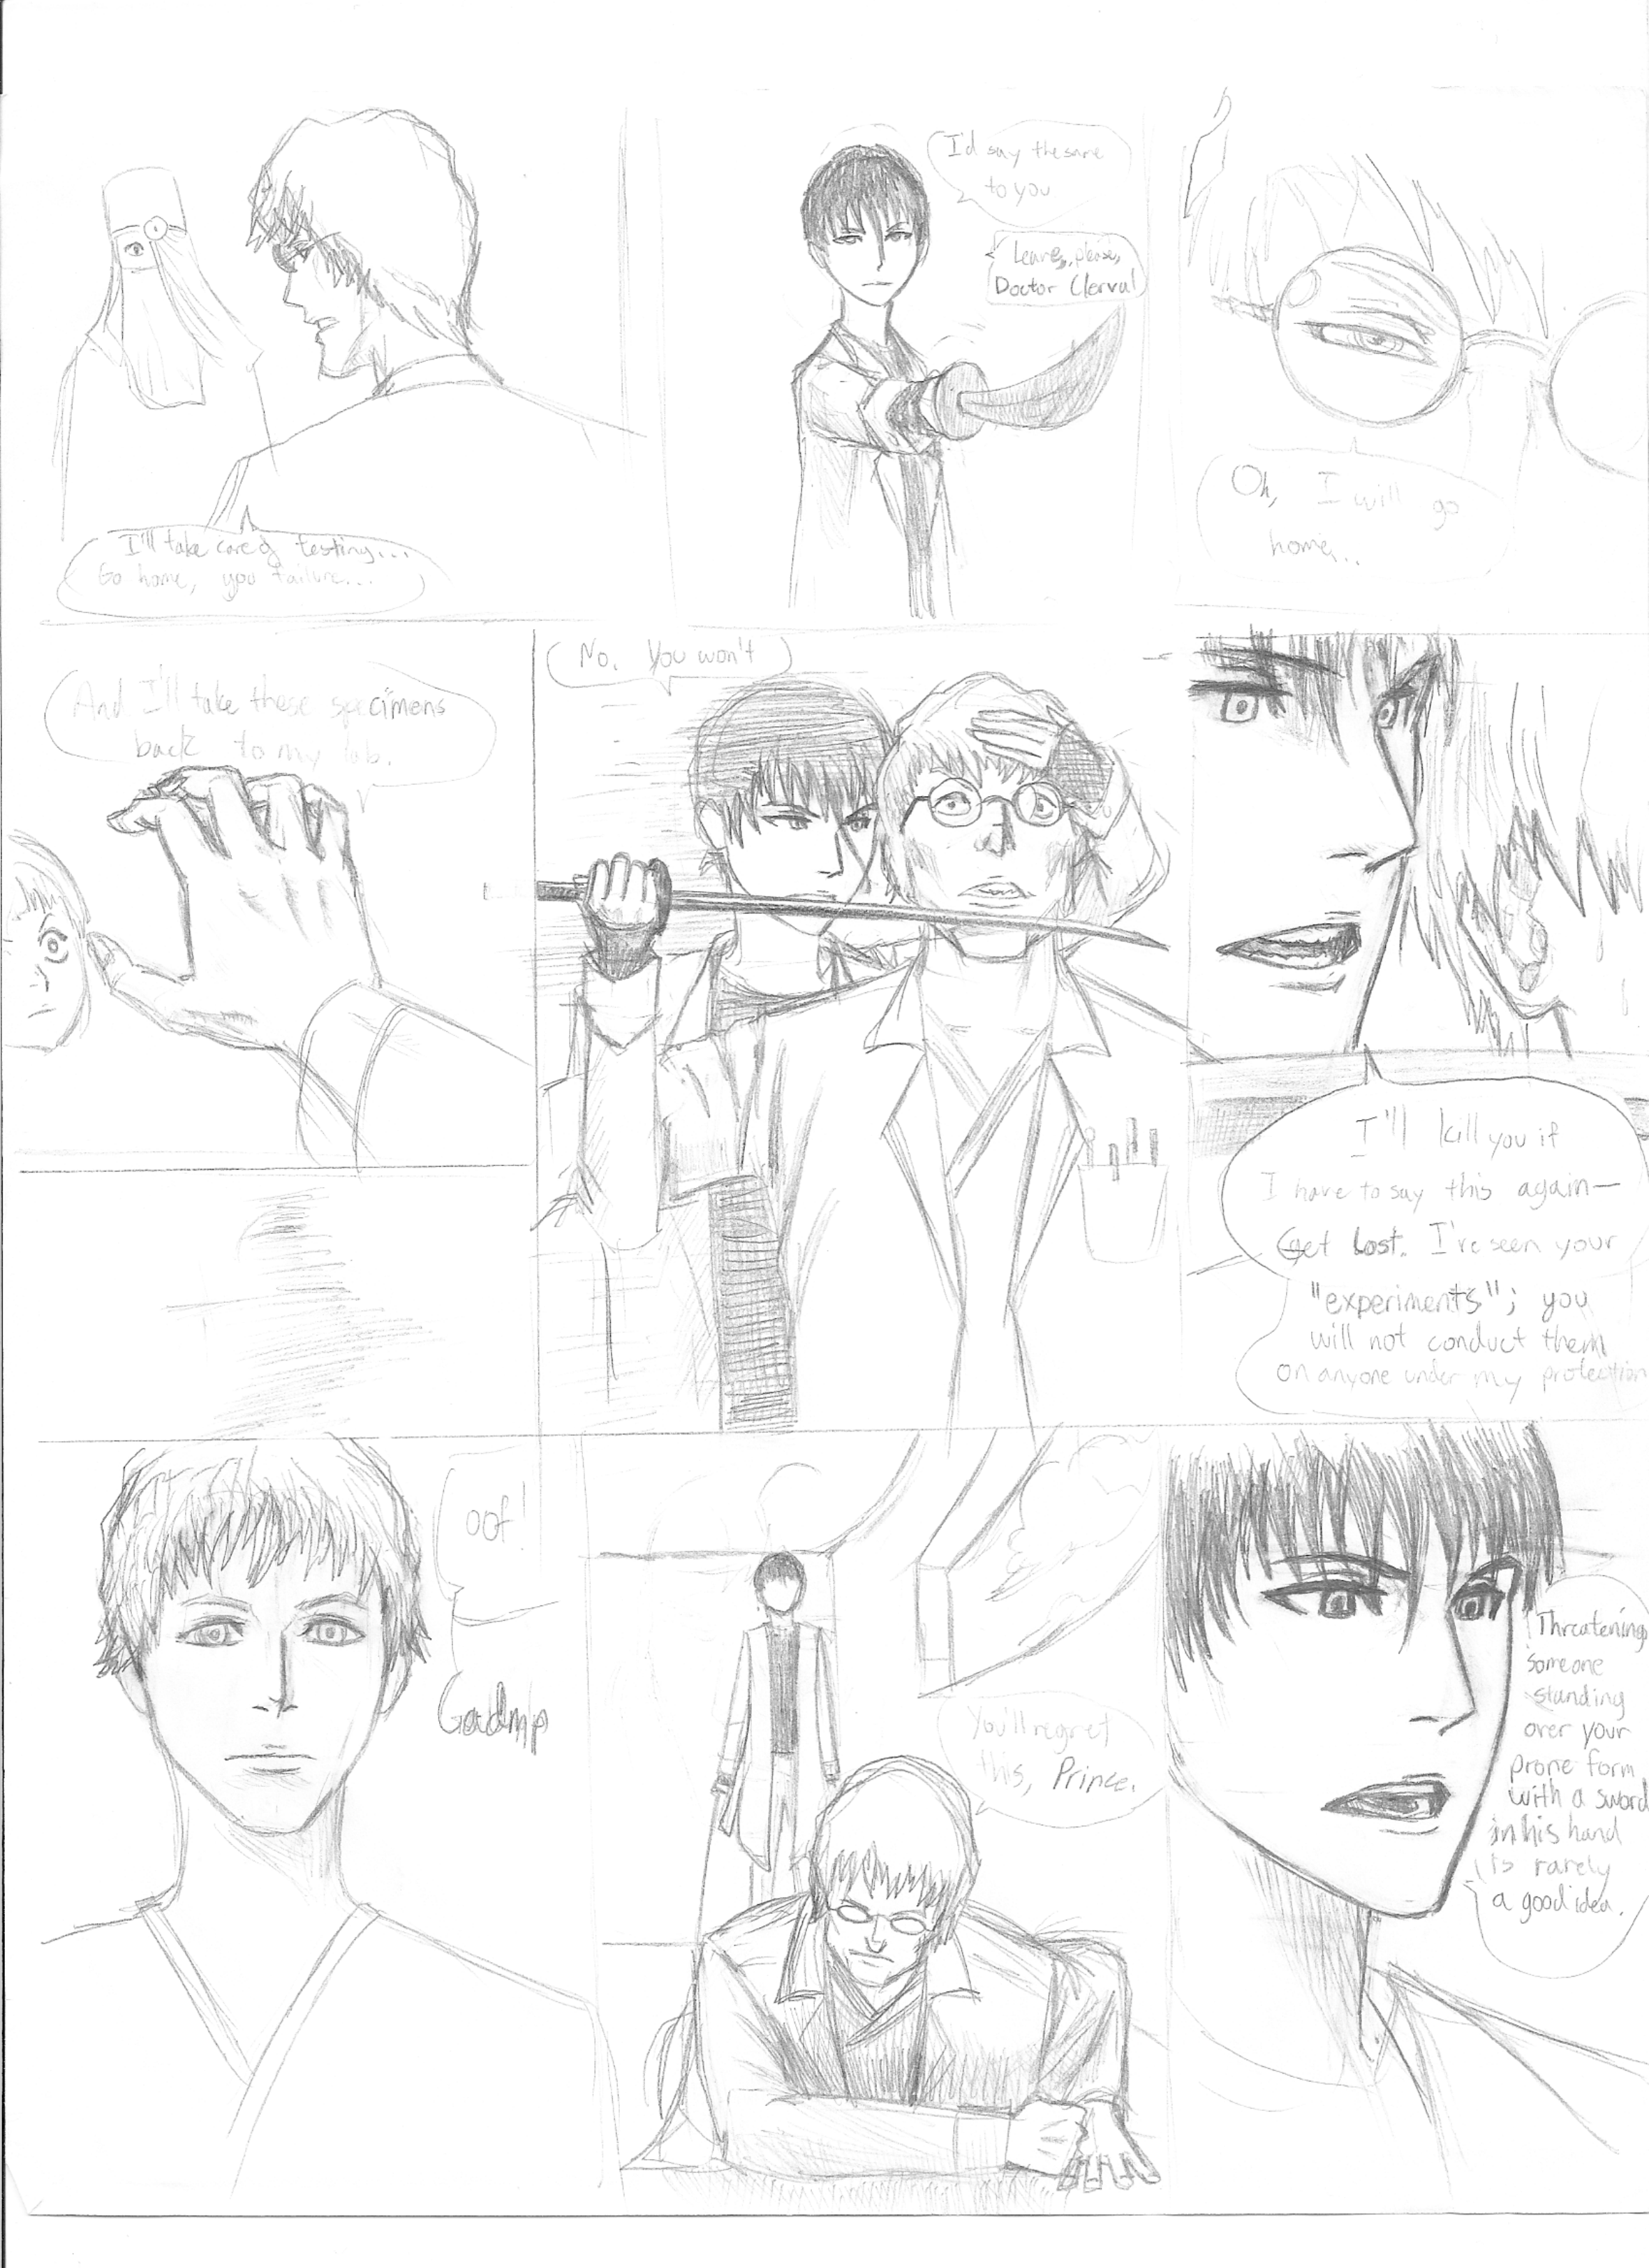 I'll take care of testing...
Go home, you failure...
I'd say the same
to you
Leave, please,
Doctor Clerval
Oh, I will go
home...
And I'll take these specimens
back to my lab.
No. You won't
I'll kill you if
I have to say this again—
Get lost. I've seen your
"experiments"; you
will not conduct them
on anyone under my protection
oof!
You'll regret
this, Prince.
Threatening
someone
standing
over your
prone form
with a sword
in his hand
is rarely
a good idea.